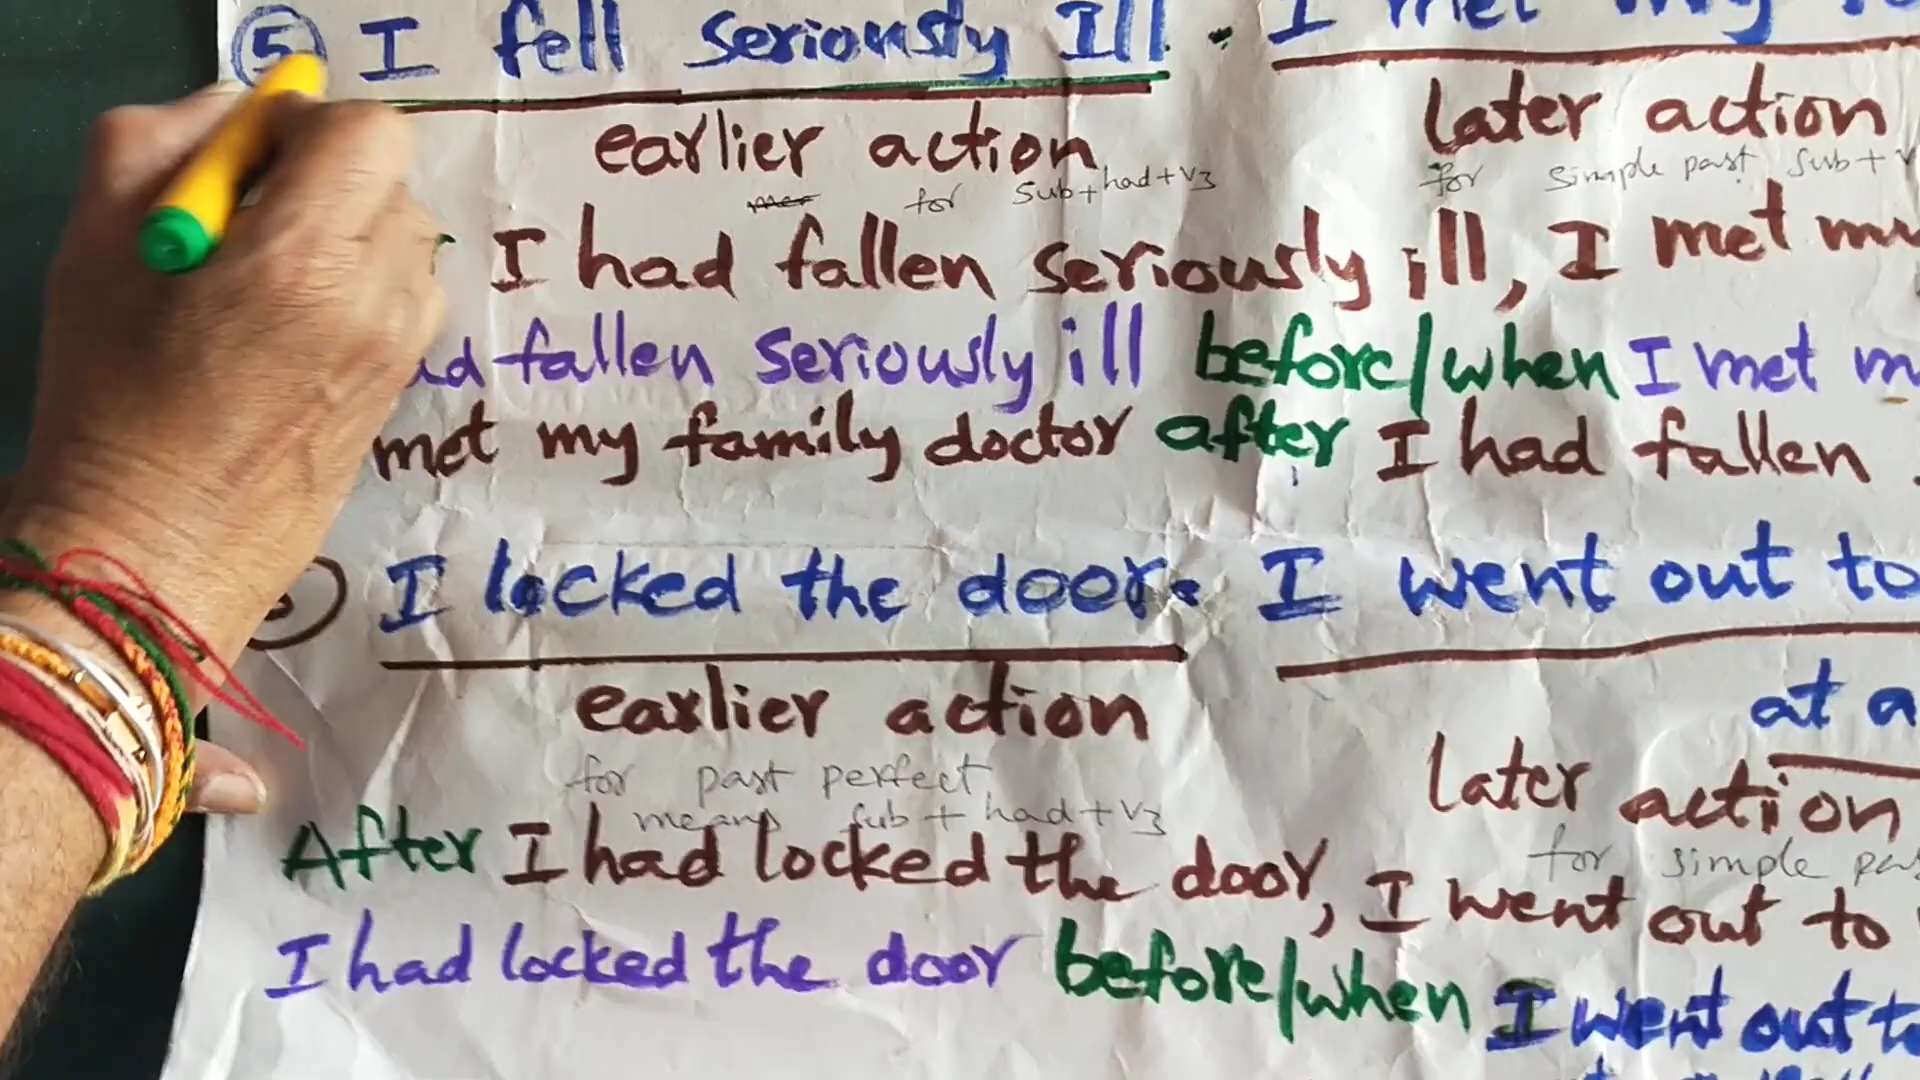 5 I fell seriously Ill. I met my
earlier action later action
for sub+had+v3 for simple past sub+
I had fallen seriously ill, I met
fallen seriously ill before/when I met
met my family doctor after I had fallen
I locked the door. I went out to
at a
earlier action later action
for past perfect for simple
means sub+had+v3
After I had locked the door, I went out to
I had locked the door before/when I went out to